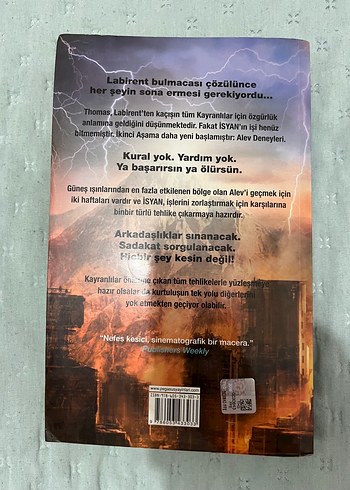 Labirent bulmacası çözülünce
her şeyin sona ermesi gerekiyordu...
Thomas, Labirent'ten kaçışın tüm Kayranlılar için özgürlük
anlamına geldiğini düşünmektedir. Fakat İSYAN'ın işi henüz
bitmemiştir. İkinci Aşama daha yeni başlamıştır: Alev Deneyleri.
Kural yok. Yardım yok.
Ya başarırsın ya ölürsün.
Güneş ışınlarından en fazla etkilenen bölge olan Alev'i geçmek için
iki haftaları vardır ve İSYAN, işlerini zorlaştırmak için karşılarına
binbir türlü tehlike çıkarmaya hazırdır.
Arkadaşlıklar sınanacak.
Sadakat sorgulanacak.
Hiçbir şey kesin değil!
Kayranlılar önlerine çıkan tüm tehlikelerle yüzleşmeye
hazır olsalar da kurtuluşun tek yolu diğerlerini
yok etmekten geçiyor olabilir.
"Nefes kesici, sinematografik bir macera."
Publishers Weekly
www.pegasusyayinlari.com